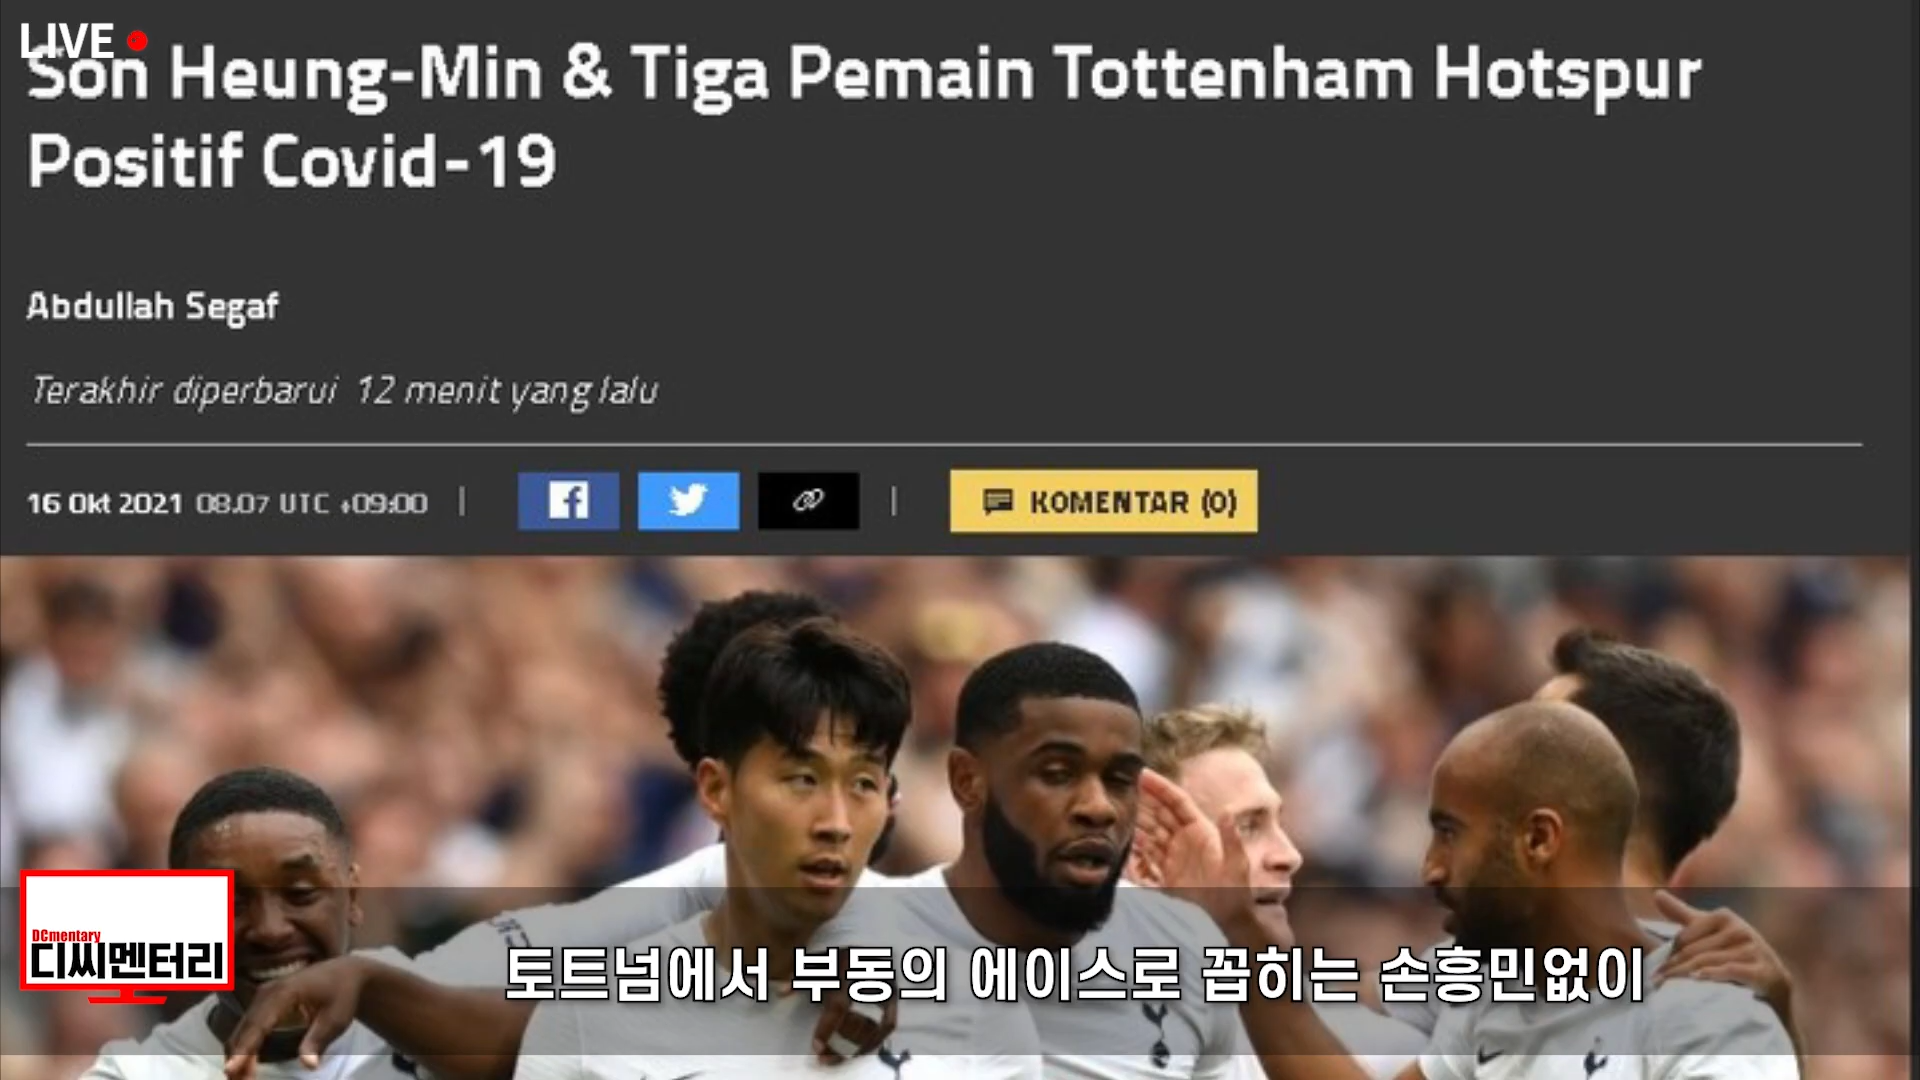 LIVE
Son Heung-Min & Tiga Pemain Tottenham Hotspur
Positif Covid-19
Abdullah Segaf
Terakhir diperbarui 12 menit yang lalu
16 Okt 2021 08.07 UTC +09:00
KOMENTAR (0)
DCmentary
디씨멘터리
토트넘에서 부동의 에이스로 꼽히는 손흥민없이